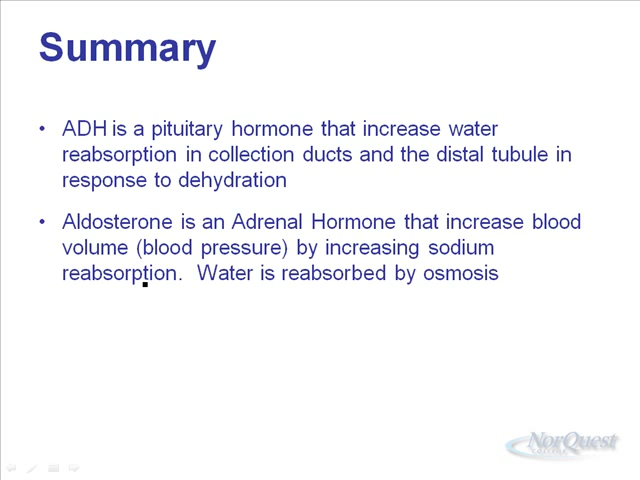 Summary
• ADH is a pituitary hormone that increase water
reabsorption in collection ducts and the distal tubule in
response to dehydration
• Aldosterone is an Adrenal Hormone that increase blood
volume (blood pressure) by increasing sodium
reabsorption.  Water is reabsorbed by osmosis
NorQuest
COLLEGE